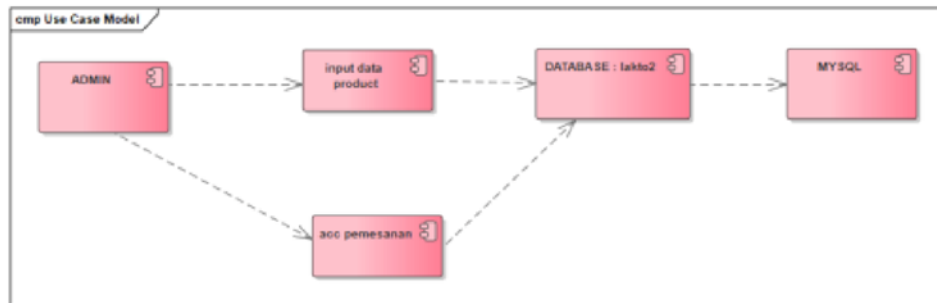 cmp Use Case Model
ADMIN
input data
product
DATABASE : lakto2
MYSQL
acc pemesanan